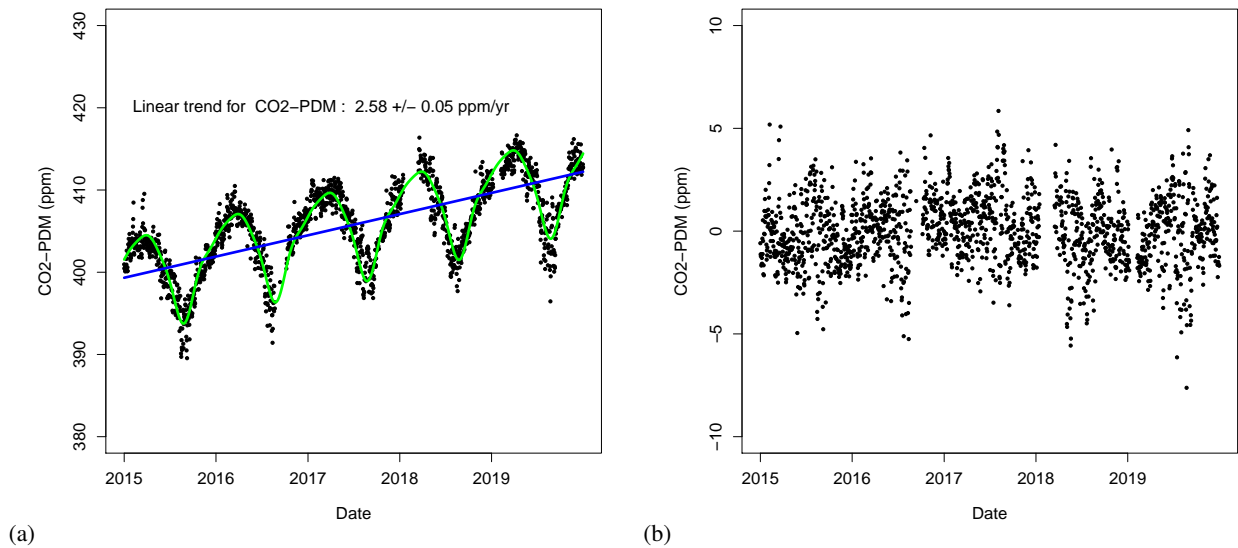 430
420
410
400
390
380
CO2−PDM (ppm)
Linear trend for CO2−PDM : 2.58 +/− 0.05 ppm/yr
2015 2016 2017 2018 2019
Date
(a)
10
5
0
−5
−10
CO2−PDM (ppm)
2015 2016 2017 2018 2019
Date
(b)